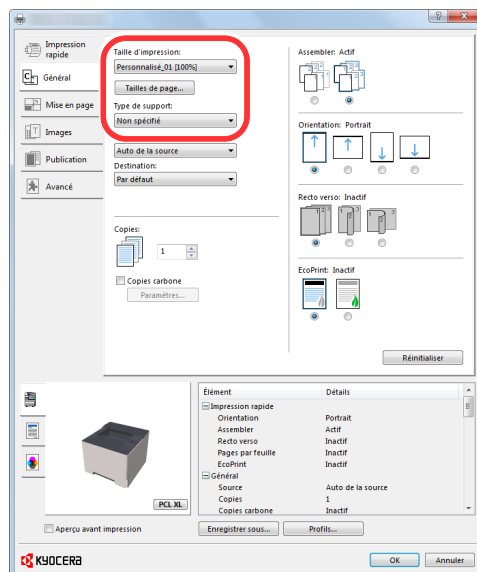 Impression
rapide
Général
Mise en page
Images
Publication
Avancé
Taille d'impression:
Personnalisé_01 [100%]
Tailles de page...
Type de support:
Non spécifié
Auto de la source
Destination:
Par défaut
Copies:
1
Copies carbone
Paramètres...
Assembler: Actif
Orientation: Portrait
Recto verso: Inactif
EcoPrint: Inactif
Réinitialiser
PCL XL
Aperçu avant impression
Élément Détails
Impression rapide
Orientation Portrait
Assembler Actif
Recto verso Inactif
Pages par feuille Inactif
EcoPrint Inactif
Général
Source Auto de la source
Copies 1
Copies carbone Inactif
Enregistrer sous... Profils...
KYOCERA
OK Annuler